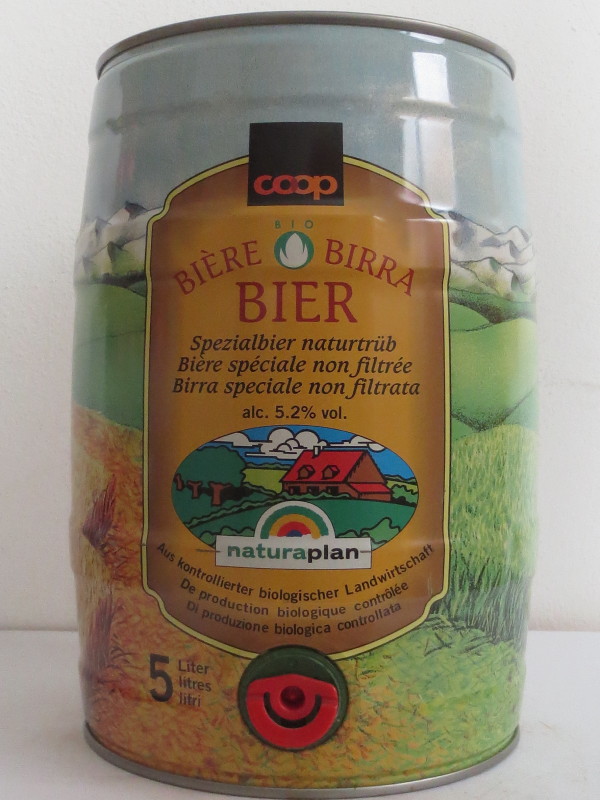 coop
BIO
BIÈRE BIRRA
BIER
Spezialbier naturtrüb
Bière spéciale non filtrée
Birra speciale non filtrata
alc. 5.2% vol.
naturaplan
Aus kontrollierter biologischer Landwirtschaft
De production biologique contrôlée
Di produzione biologica controllata
5 Liter
litres
litri